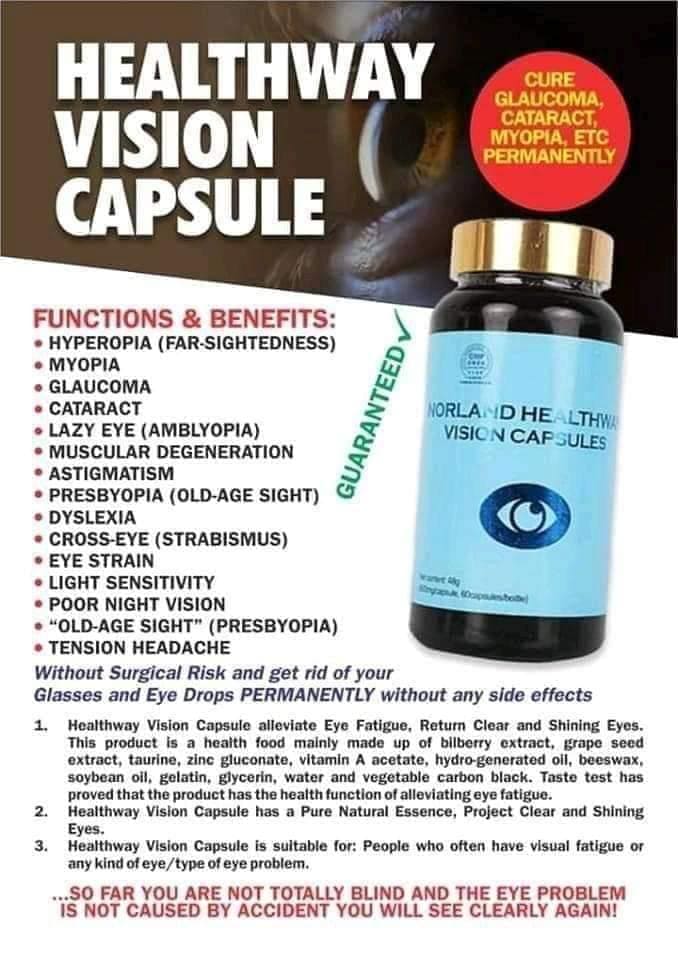 HEALTHWAY
VISION
CAPSULE
CURE
GLAUCOMA,
CATARACT,
MYOPIA, ETC
PERMANENTLY
FUNCTIONS & BENEFITS:
• HYPEROPIA (FAR-SIGHTEDNESS)
• MYOPIA
• GLAUCOMA
• CATARACT
• LAZY EYE (AMBLYOPIA)
• MUSCULAR DEGENERATION
• ASTIGMATISM
• PRESBYOPIA (OLD-AGE SIGHT)
• DYSLEXIA
• CROSS-EYE (STRABISMUS)
• EYE STRAIN
• LIGHT SENSITIVITY
• POOR NIGHT VISION
• “OLD-AGE SIGHT” (PRESBYOPIA)
• TENSION HEADACHE
GUARANTEED
NORLAND HEALTHWA
VISION CAPSULES
60capsules/bottle)
Without Surgical Risk and get rid of your
Glasses and Eye Drops PERMANENTLY without any side effects
1. Healthway Vision Capsule alleviate Eye Fatigue, Return Clear and Shining Eyes.
This product is a health food mainly made up of bilberry extract, grape seed
extract, taurine, zinc gluconate, vitamin A acetate, hydro-generated oil, beeswax,
soybean oil, gelatin, glycerin, water and vegetable carbon black. Taste test has
proved that the product has the health function of alleviating eye fatigue.
2. Healthway Vision Capsule has a Pure Natural Essence, Project Clear and Shining
Eyes.
3. Healthway Vision Capsule is suitable for: People who often have visual fatigue or
any kind of eye/type of eye problem.
...SO FAR YOU ARE NOT TOTALLY BLIND AND THE EYE PROBLEM
IS NOT CAUSED BY ACCIDENT YOU WILL SEE CLEARLY AGAIN!